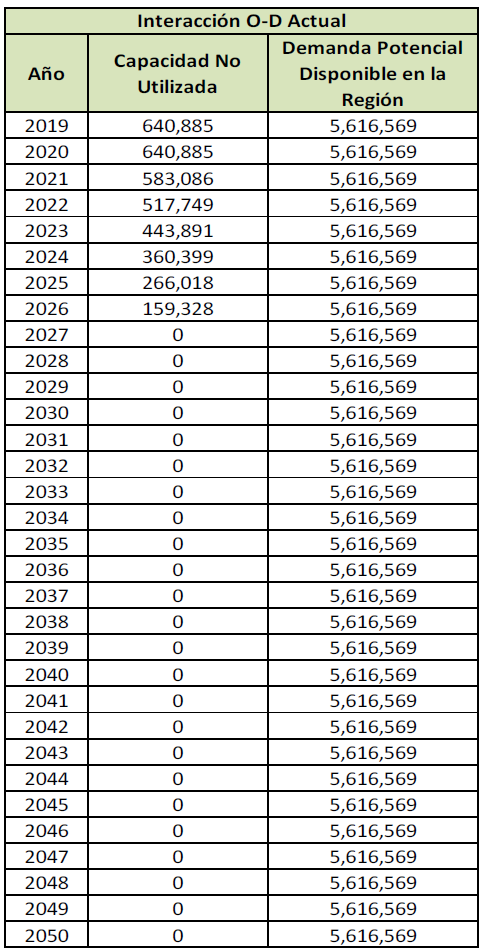 Interacción O-D Actual
Año
Capacidad No
Utilizada
Demanda Potencial
Disponible en la
Región
2019 640,885 5,616,569
2020 640,885 5,616,569
2021 583,086 5,616,569
2022 517,749 5,616,569
2023 443,891 5,616,569
2024 360,399 5,616,569
2025 266,018 5,616,569
2026 159,328 5,616,569
2027 0 5,616,569
2028 0 5,616,569
2029 0 5,616,569
2030 0 5,616,569
2031 0 5,616,569
2032 0 5,616,569
2033 0 5,616,569
2034 0 5,616,569
2035 0 5,616,569
2036 0 5,616,569
2037 0 5,616,569
2038 0 5,616,569
2039 0 5,616,569
2040 0 5,616,569
2041 0 5,616,569
2042 0 5,616,569
2043 0 5,616,569
2044 0 5,616,569
2045 0 5,616,569
2046 0 5,616,569
2047 0 5,616,569
2048 0 5,616,569
2049 0 5,616,569
2050 0 5,616,569